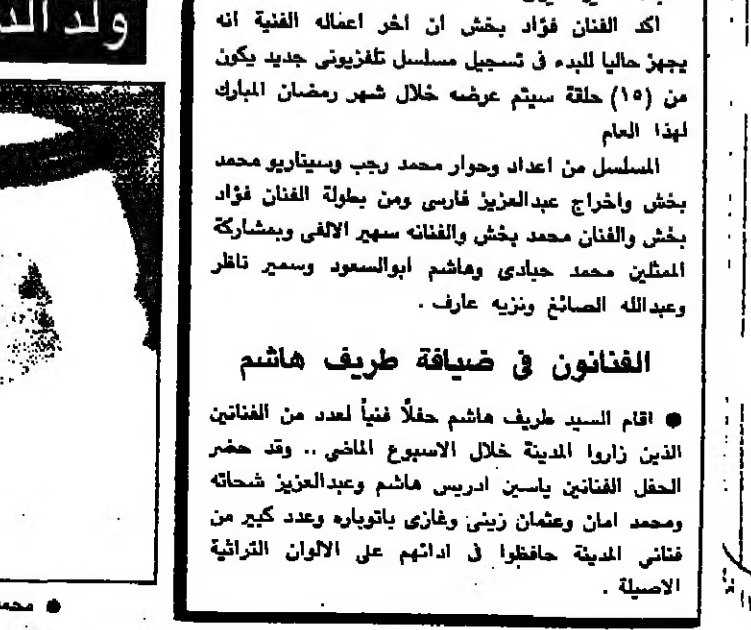 ولد الد
اكد الفنان فؤاد بخش ان اخر اعماله الفنية انه
يجهز حاليا للبدء فى تسجيل مسلسل تلفزيونى جديد يكون
من (١٥) حلقة سيتم عرضه خلال شهر رمضان المبارك
لهذا العام
المسلسل من اعداد وحوار محمد رجب وسيناريو محمد
بخش واخراج عبدالعزيز فارسى ومن بطولة الفنان فؤاد
بخش والفنان محمد بخش والفنانه سهير الالفى وبمشاركة
الممثلين محمد حيادى وهاشم ابوالسعود وسمير ناظر
وعبدالله الصائغ ونزيه عارف .
الفنانون فى ضيافة طريف هاشم
● اقام السيد طريف هاشم حفلاً فنياً لعدد من الفنانين
الذين زاروا المدينة خلال الاسبوع الماضى .. وقد حضر
الحفل الفنانين ياسين ادريس هاشم وعبدالعزيز شحاته
ومحمد امان وعثمان زينى وغازى باتوباره وعدد كبير من
فنانى المدينة حافظوا فى ادائهم على الالوان التراثية
الاصيلة .
● محمد